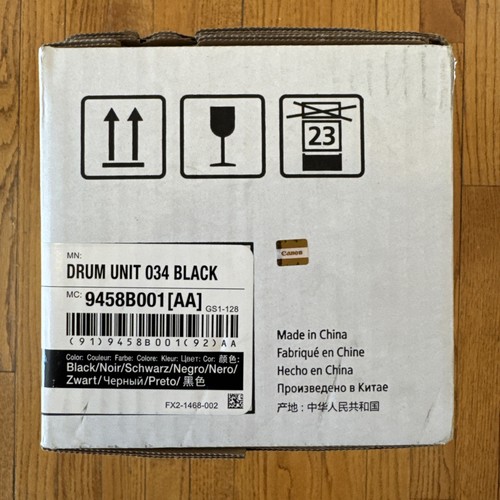 23
Canon
MN:
DRUM UNIT 034 BLACK
MC: 9458B001[AA]
GS1-128
(91)9458B001(92)AA
Color: Couleur: Farbe: Colore: Kleur: Цвет: Cor: 颜色:
Black/Noir/Schwarz/Negro/Nero/
Zwart/Черный/Preto/黑色
FX2-1468-002
Made in China
Fabriqué en Chine
Hecho en China
Произведено в Китае
产地：中华人民共和国